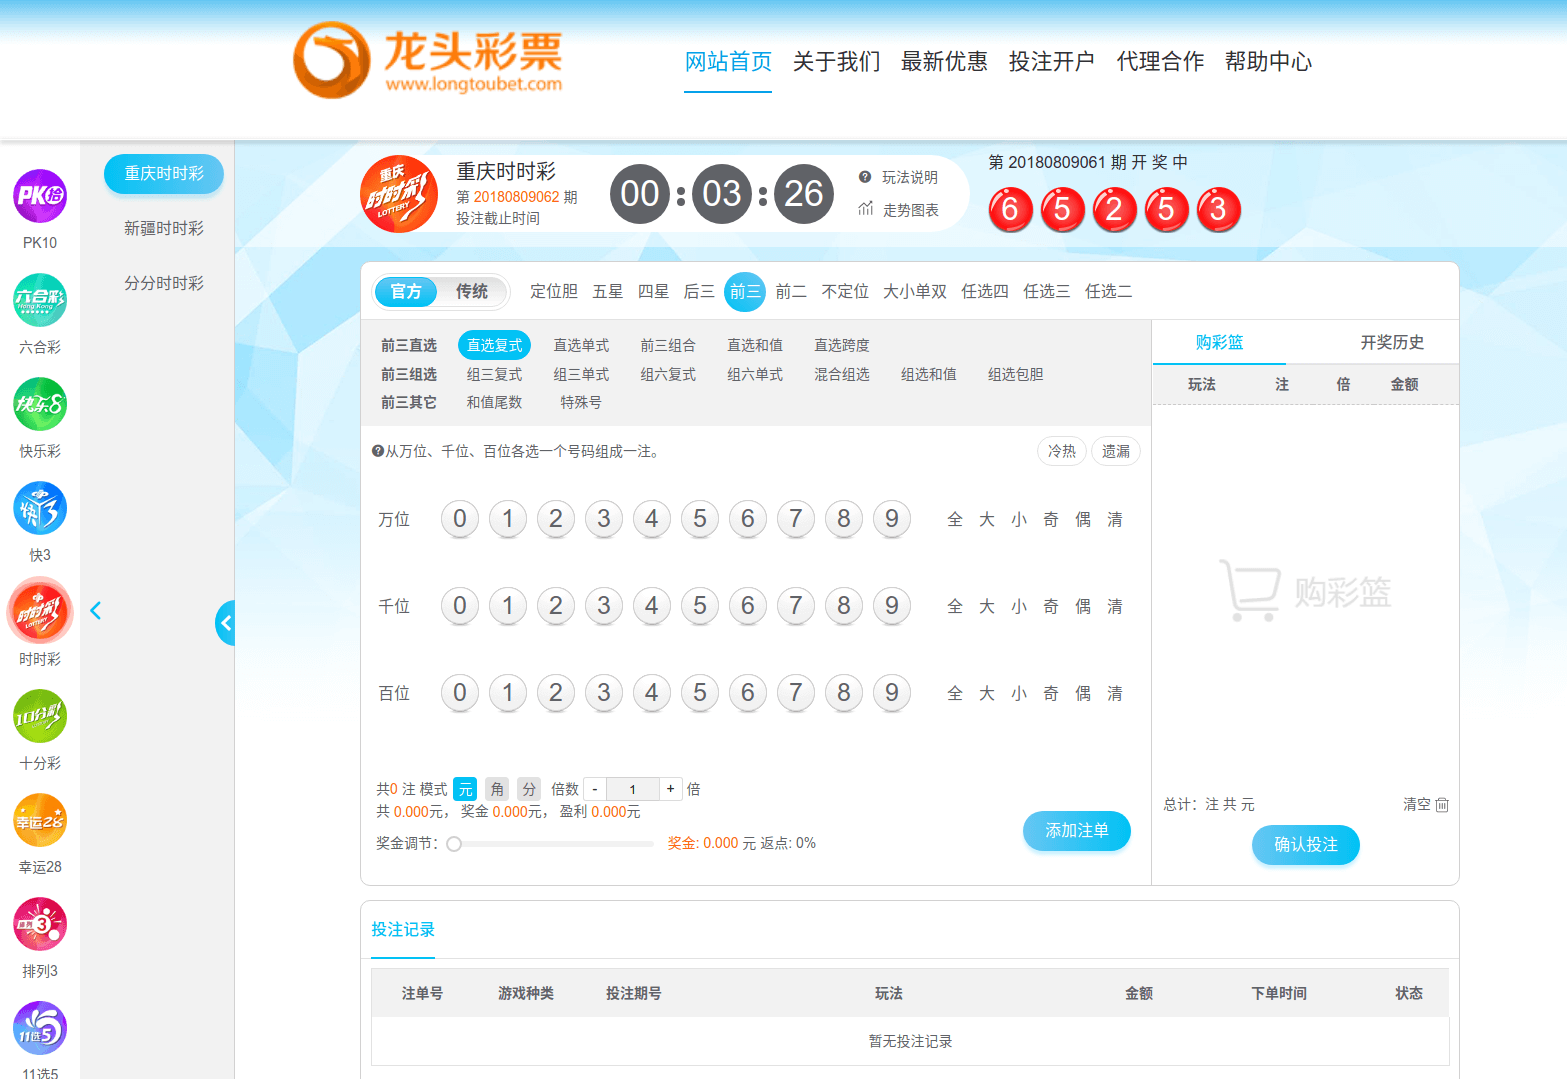 龙头彩票
www.longtoubet.com
网站首页 关于我们 最新优惠 投注开户 代理合作 帮助中心
PK拾
PK10
六合彩
Hong Kong
六合彩
快乐8
快乐彩
快3
快3
时时彩
LOTTERY
时时彩
10分彩
十分彩
幸运28
幸运28
排列3
排列3
11选5
11选5
重庆时时彩
新疆时时彩
分分时时彩
重庆
时时彩
LOTTERY
重庆时时彩
第 20180809062 期
投注截止时间
00 : 03 : 26
玩法说明
走势图表
第 20180809061 期 开 奖 中
6 5 2 5 3
官方 传统 定位胆 五星 四星 后三 前三 前二 不定位 大小单双 任选四 任选三 任选二
前三直选 直选复式 直选单式 前三组合 直选和值 直选跨度
前三组选 组三复式 组三单式 组六复式 组六单式 混合组选 组选和值 组选包胆
前三其它 和值尾数 特殊号
从万位、千位、百位各选一个号码组成一注。 冷热 遗漏
万位 0 1 2 3 4 5 6 7 8 9 全 大 小 奇 偶 清
千位 0 1 2 3 4 5 6 7 8 9 全 大 小 奇 偶 清
百位 0 1 2 3 4 5 6 7 8 9 全 大 小 奇 偶 清
共0 注 模式 元 角 分 倍数 - 1 + 倍
共 0.000元， 奖金 0.000元， 盈利 0.000元
奖金调节： 奖金: 0.000 元 返点: 0%
添加注单
购彩篮 开奖历史
玩法 注 倍 金额
购彩篮
总计：注 共 元 清空
确认投注
投注记录
注单号 游戏种类 投注期号 玩法 金额 下单时间 状态
暂无投注记录